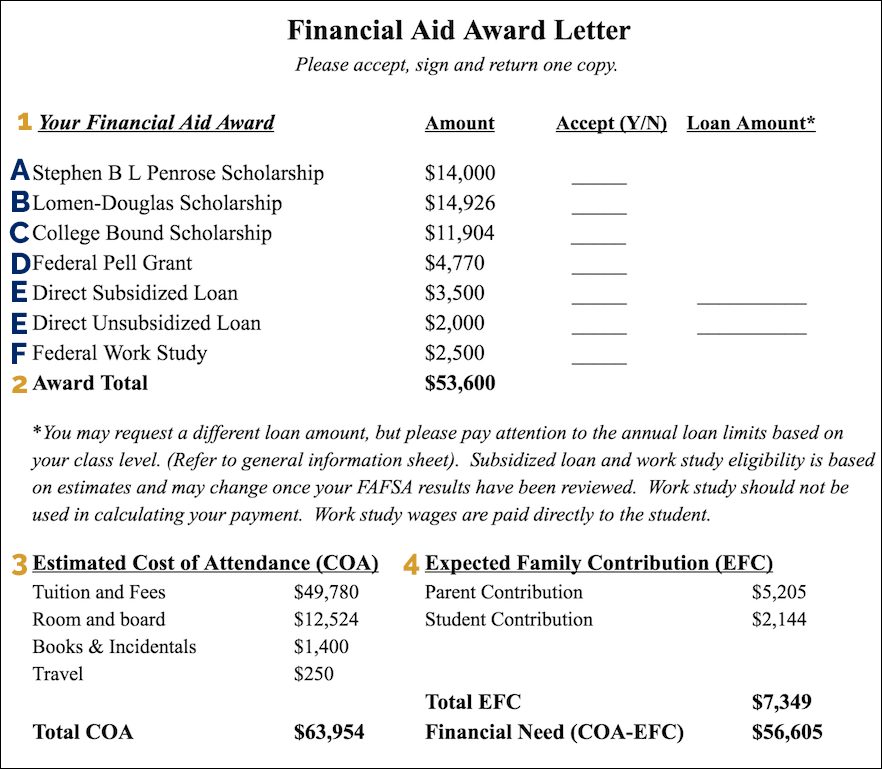 Financial Aid Award Letter
Please accept, sign and return one copy.
1 Your Financial Aid Award Amount Accept (Y/N) Loan Amount*
A Stephen B L Penrose Scholarship $14,000
B Lomen-Douglas Scholarship $14,926
C College Bound Scholarship $11,904
D Federal Pell Grant $4,770
E Direct Subsidized Loan $3,500
E Direct Unsubsidized Loan $2,000
F Federal Work Study $2,500
2 Award Total $53,600
*You may request a different loan amount, but please pay attention to the annual loan limits based on
your class level. (Refer to general information sheet). Subsidized loan and work study eligibility is based
on estimates and may change once your FAFSA results have been reviewed. Work study should not be
used in calculating your payment. Work study wages are paid directly to the student.
3 Estimated Cost of Attendance (COA) 4 Expected Family Contribution (EFC)
Tuition and Fees $49,780 Parent Contribution $5,205
Room and board $12,524 Student Contribution $2,144
Books & Incidentals $1,400
Travel $250
Total EFC $7,349
Total COA $63,954 Financial Need (COA-EFC) $56,605